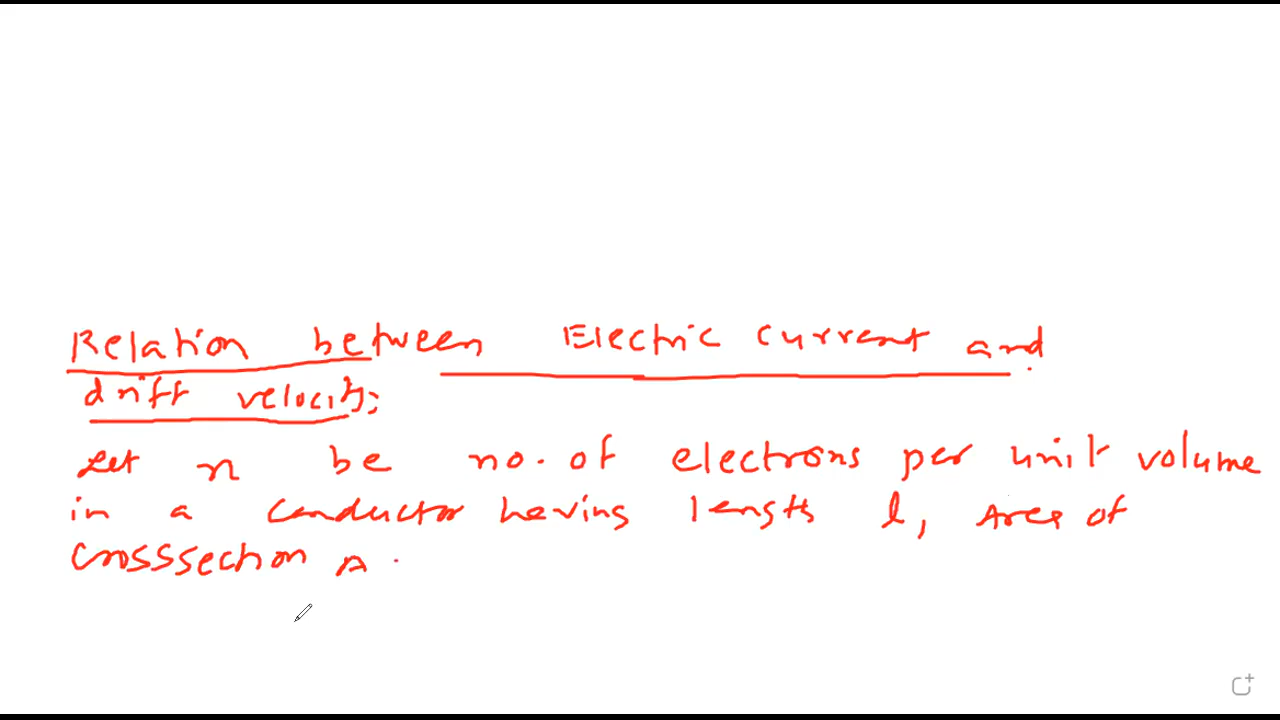 Relation between Electric current and
drift velocity;
Let n be no. of electrons per unit volume
in a conductor having length l, Area of
crosssection A.